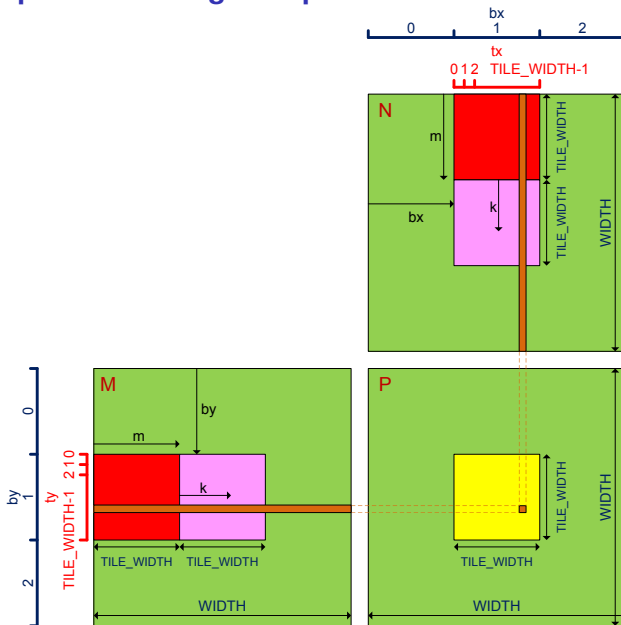 bx
0 1 2
tx
0 1 2 TILE_WIDTH-1
N
m
TILE_WIDTH
k
TILE_WIDTH
bx
WIDTH
M
P
by
0
m
k
by
1
ty
2 1 0
TILE_WIDTH-1
TILE_WIDTH
WIDTH
TILE_WIDTH TILE_WIDTH
TILE_WIDTH
2
WIDTH
WIDTH